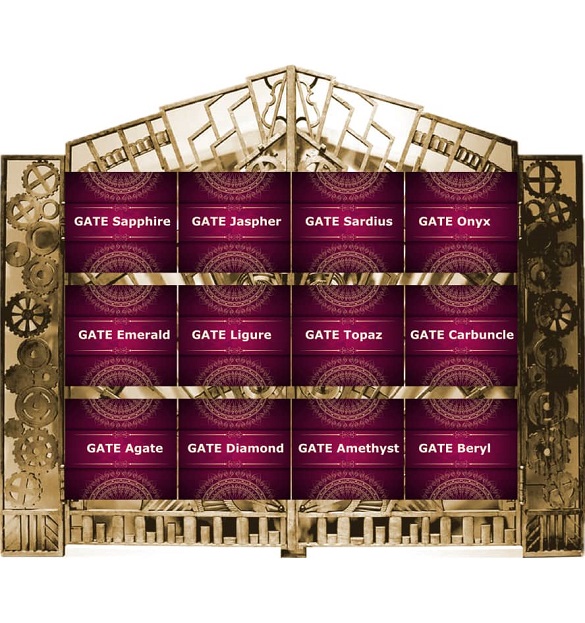 GATE Sapphire
GATE Jaspher
GATE Sardius
GATE Onyx
GATE Emerald
GATE Ligure
GATE Topaz
GATE Carbuncle
GATE Agate
GATE Diamond
GATE Amethyst
GATE Beryl